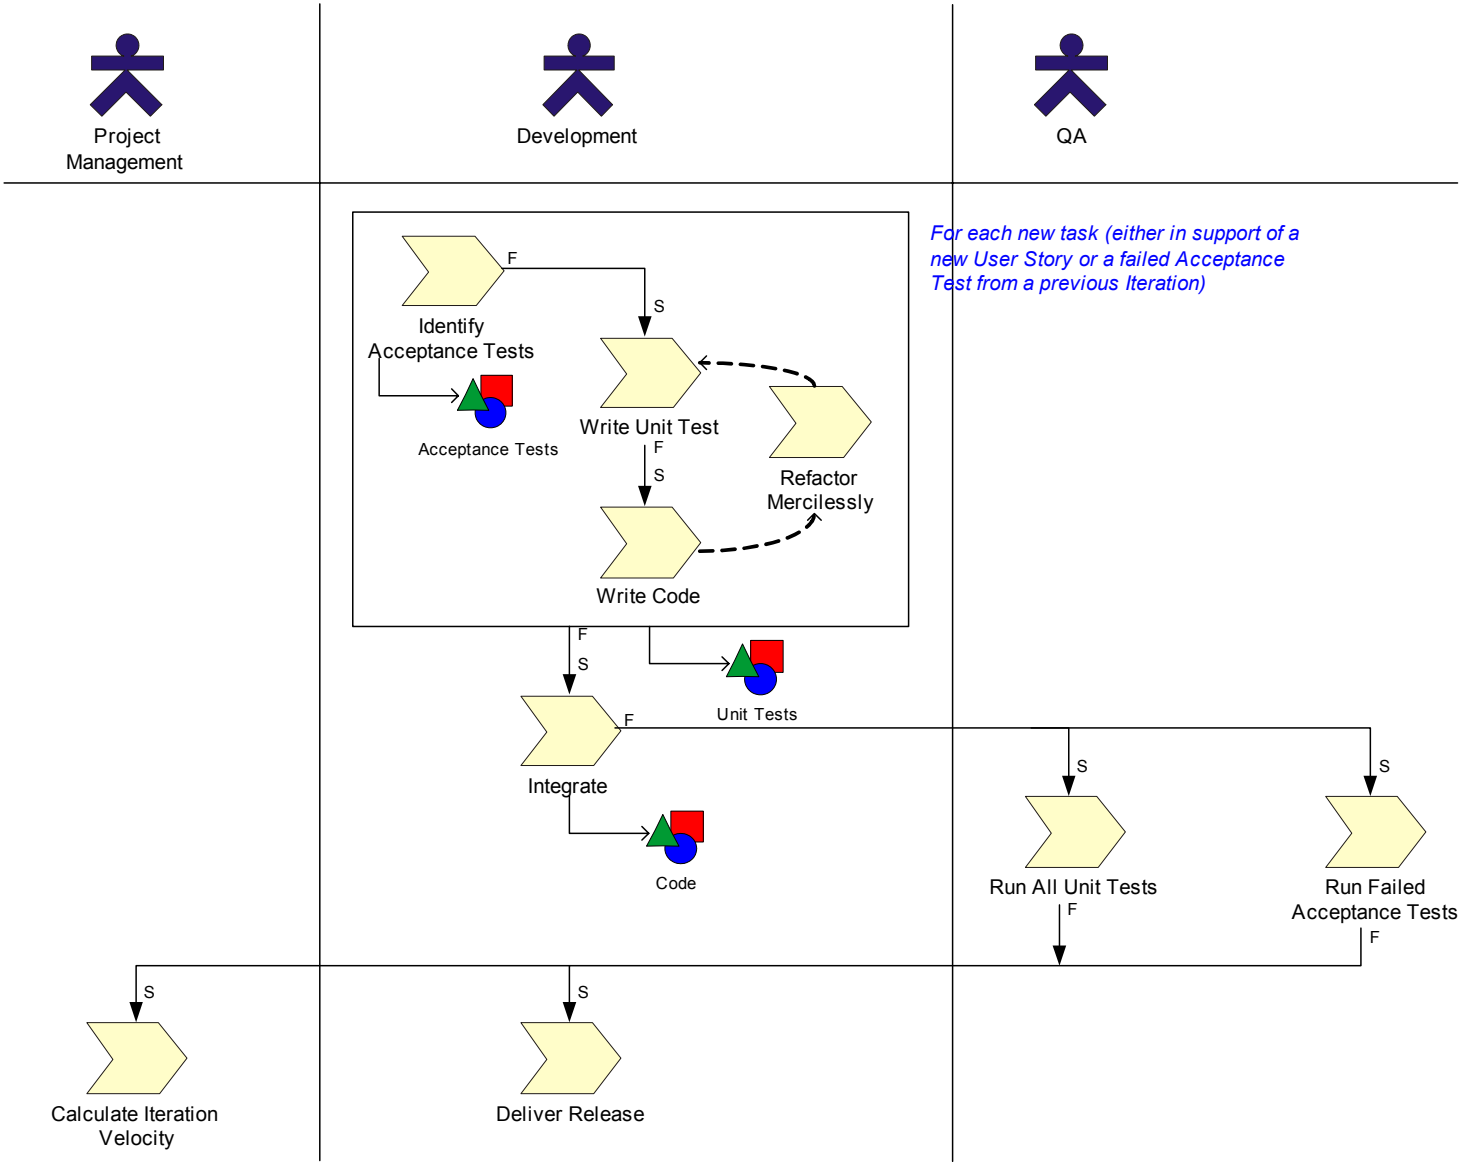 Project
Management
Development
QA
For each new task (either in support of a
new User Story or a failed Acceptance
Test from a previous Iteration)
F
S
Identify
Acceptance Tests
Acceptance Tests
Write Unit Test
F
S
Refactor
Mercilessly
Write Code
F
S
Unit Tests
F
Integrate
Code
S
S
Run All Unit Tests
F
Run Failed
Acceptance Tests
F
S
S
Calculate Iteration
Velocity
Deliver Release